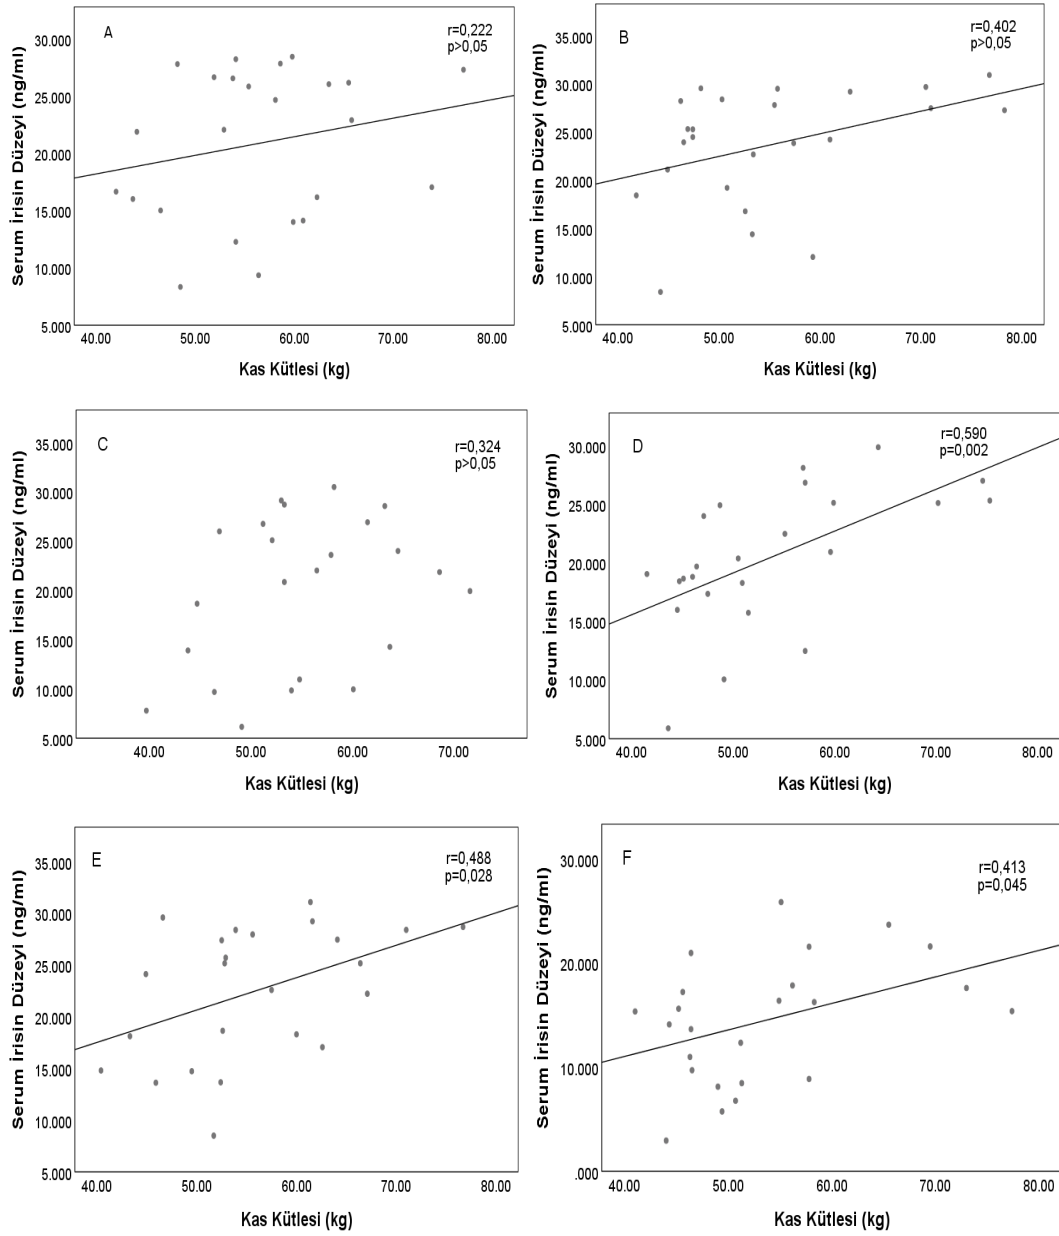 A
r=0,222
p>0,05
30.000
25.000
20.000
15.000
10.000
5.000
Serum İrisin Düzeyi (ng/ml)
40.00 50.00 60.00 70.00 80.00
Kas Kütlesi (kg)
B
r=0,402
p>0,05
35.000
30.000
25.000
20.000
15.000
10.000
5.000
Serum İrisin Düzeyi (ng/ml)
40.00 50.00 60.00 70.00 80.00
Kas Kütlesi (kg)
C
r=0,324
p>0,05
35.000
30.000
25.000
20.000
15.000
10.000
5.000
Serum İrisin Düzeyi (ng/ml)
40.00 50.00 60.00 70.00
Kas Kütlesi (kg)
D
r=0,590
p=0,002
30.000
25.000
20.000
15.000
10.000
5.000
Serum İrisin Düzeyi (ng/ml)
40.00 50.00 60.00 70.00 80.00
Kas Kütlesi (kg)
E
r=0,488
p=0,028
35.000
30.000
25.000
20.000
15.000
10.000
5.000
Serum İrisin Düzeyi (ng/ml)
40.00 50.00 60.00 70.00 80.00
Kas Kütlesi (kg)
F
r=0,413
p=0,045
30.000
20.000
10.000
.000
Serum İrisin Düzeyi (ng/ml)
40.00 50.00 60.00 70.00 80.00
Kas Kütlesi (kg)